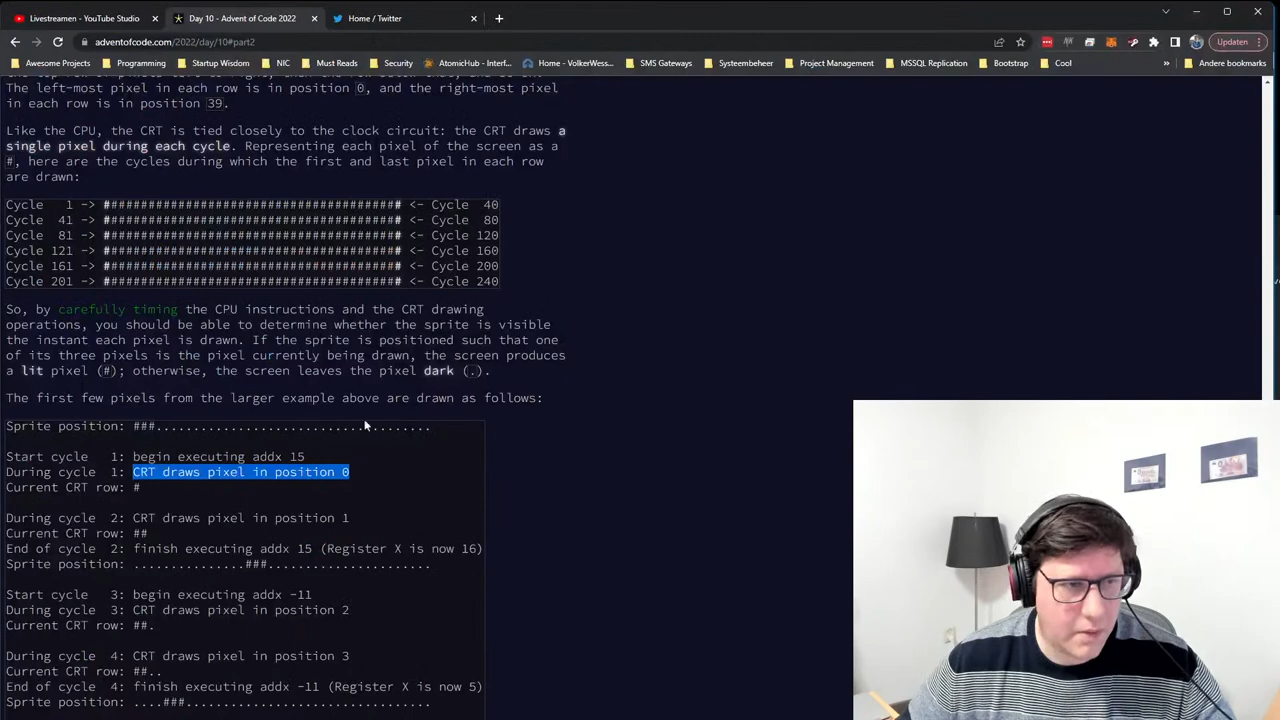 Livestreamen - YouTube Studio
Day 10 - Advent of Code 2022
Home / Twitter
adventofcode.com/2022/day/10#part2
Updaten
Awesome Projects
Programming
Startup Wisdom
NIC
Must Reads
Security
AtomicHub - Interf...
Home - VolkerWess...
SMS Gateways
Systeembeheer
Project Management
MSSQL Replication
Bootstrap
Cool
»
Andere bookmarks
The left-most pixel in each row is in position 0, and the right-most pixel
in each row is in position 39.
Like the CPU, the CRT is tied closely to the clock circuit: the CRT draws a
single pixel during each cycle. Representing each pixel of the screen as a
#, here are the cycles during which the first and last pixel in each row
are drawn:
Cycle   1 -> ######################################## <- Cycle  40
Cycle  41 -> ######################################## <- Cycle  80
Cycle  81 -> ######################################## <- Cycle 120
Cycle 121 -> ######################################## <- Cycle 160
Cycle 161 -> ######################################## <- Cycle 200
Cycle 201 -> ######################################## <- Cycle 240
So, by carefully timing the CPU instructions and the CRT drawing
operations, you should be able to determine whether the sprite is visible
the instant each pixel is drawn. If the sprite is positioned such that one
of its three pixels is the pixel currently being drawn, the screen produces
a lit pixel (#); otherwise, the screen leaves the pixel dark (.).
The first few pixels from the larger example above are drawn as follows:
Sprite position: ###.....................................
Start cycle   1: begin executing addx 15
During cycle  1: CRT draws pixel in position 0
Current CRT row: #
During cycle  2: CRT draws pixel in position 1
Current CRT row: ##
End of cycle  2: finish executing addx 15 (Register X is now 16)
Sprite position: ...............###......................
Start cycle   3: begin executing addx -11
During cycle  3: CRT draws pixel in position 2
Current CRT row: ##.
During cycle  4: CRT draws pixel in position 3
Current CRT row: ##..
End of cycle  4: finish executing addx -11 (Register X is now 5)
Sprite position: ....###.................................